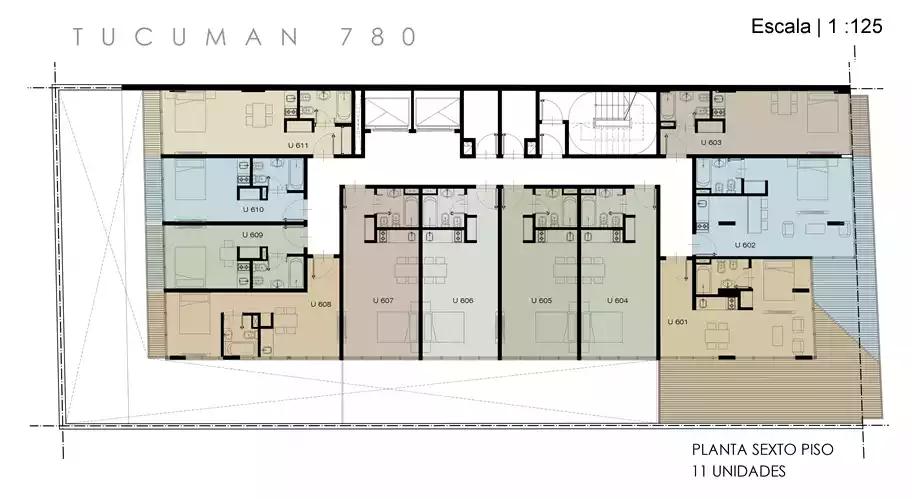 TUCUMAN 780
Escala | 1 :125
U 611
U 603
U 610
U 602
U 609
U 608
U 607
U 606
U 605
U 604
U 601
PLANTA SEXTO PISO
11 UNIDADES